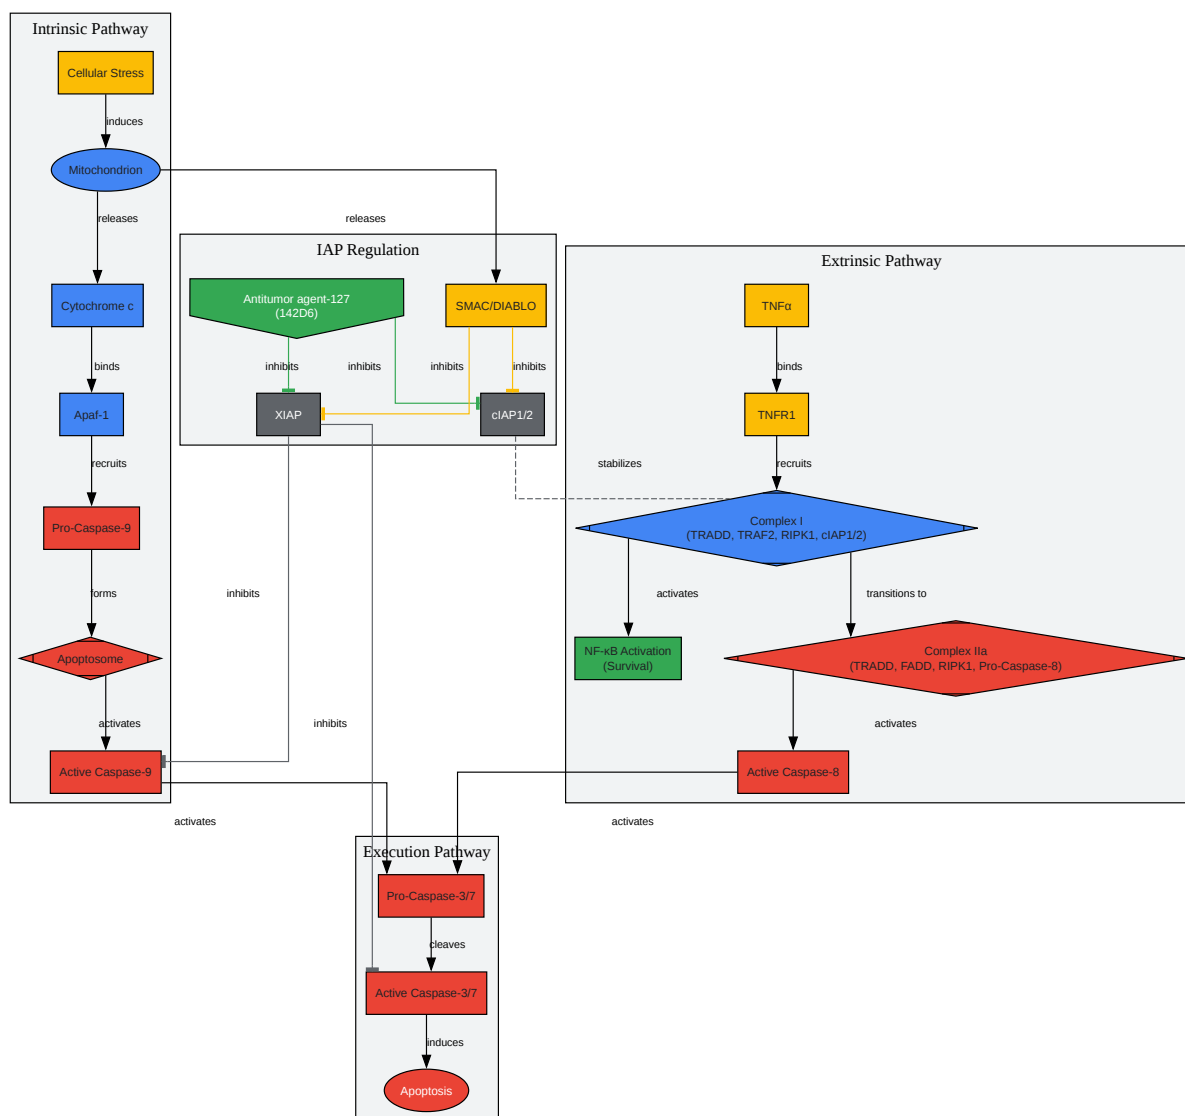 Intrinsic Pathway
Cellular Stress
induces
Mitochondrion
releases
releases
Cytochrome c
binds
Apaf-1
recruits
Pro-Caspase-9
forms
Apoptosome
activates
Active Caspase-9
activates
IAP Regulation
Antitumor agent-127
(142D6)
SMAC/DIABLO
inhibits
inhibits
inhibits
inhibits
XIAP
cIAP1/2
inhibits
inhibits
stabilizes
Extrinsic Pathway
TNFα
binds
TNFR1
recruits
Complex I
(TRADD, TRAF2, RIPK1, cIAP1/2)
activates
transitions to
NF-κB Activation
(Survival)
Complex IIa
(TRADD, FADD, RIPK1, Pro-Caspase-8)
activates
Active Caspase-8
activates
Execution Pathway
Pro-Caspase-3/7
cleaves
Active Caspase-3/7
induces
Apoptosis